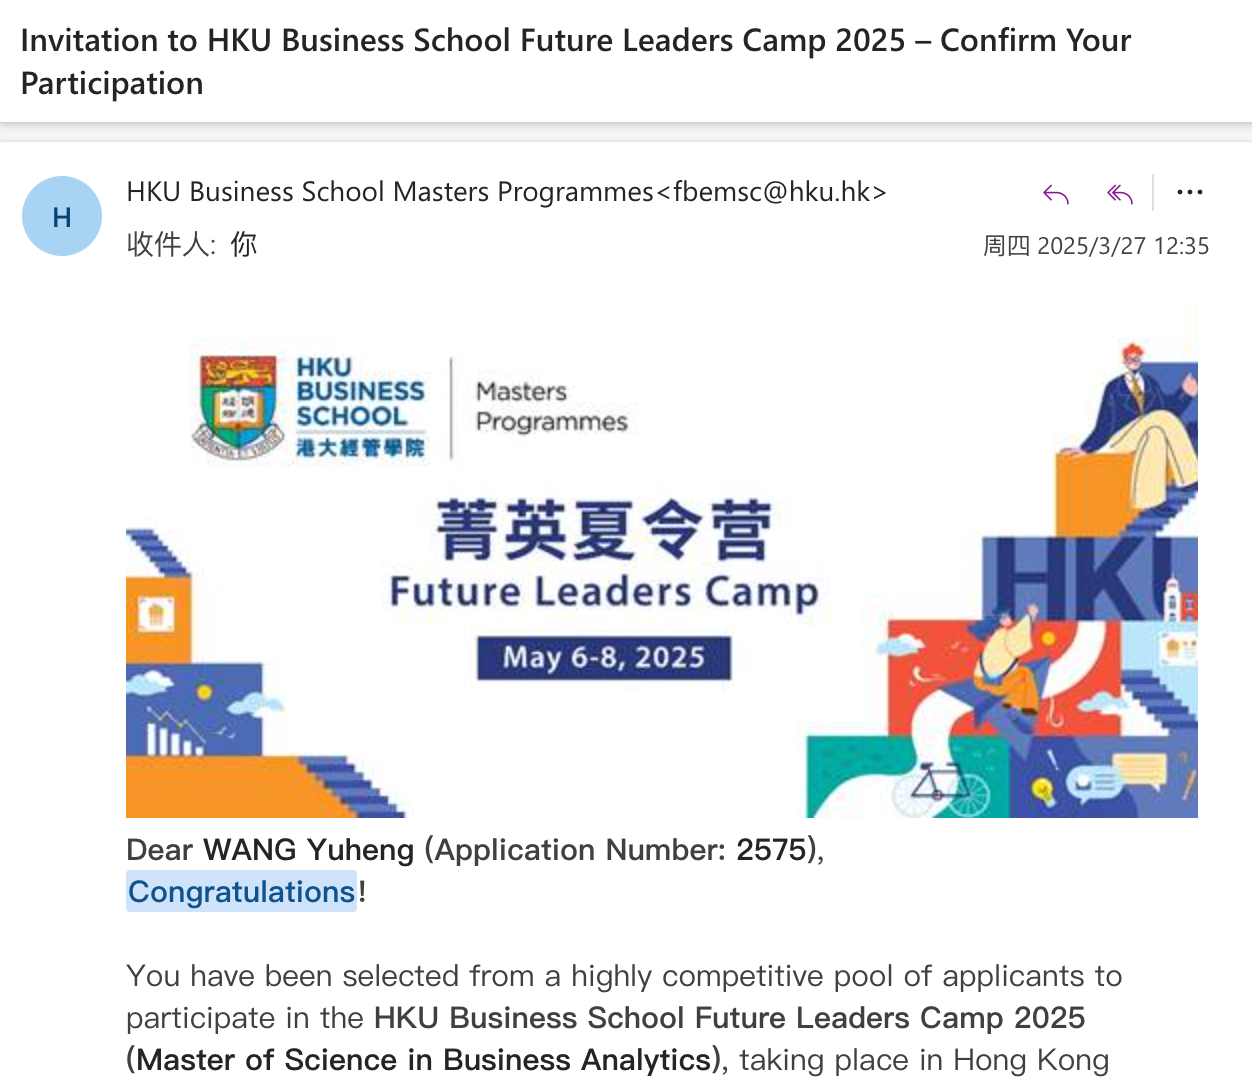 Invitation to HKU Business School Future Leaders Camp 2025 – Confirm Your
Participation
H
HKU Business School Masters Programmes<fbemsc@hku.hk>
收件人: 你
周四 2025/3/27 12:35
HKU
BUSINESS
SCHOOL
港大經管學院
Masters
Programmes
菁英夏令营
Future Leaders Camp
May 6-8, 2025
HKU
Dear WANG Yuheng (Application Number: 2575),
Congratulations!
You have been selected from a highly competitive pool of applicants to
participate in the HKU Business School Future Leaders Camp 2025
(Master of Science in Business Analytics), taking place in Hong Kong